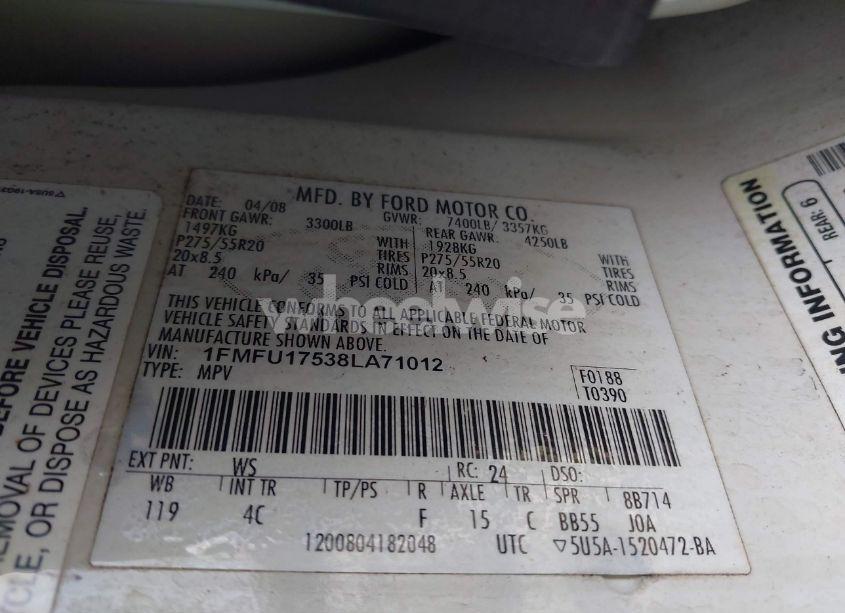 MFD. BY FORD MOTOR CO.
DATE: 04/08 GVWR: 7400LB/ 3357KG
FRONT GAWR: 3300LB REAR GAWR: 4250LB
1497KG WITH 1928KG WITH
P275/55R20 TIRES P275/55R20 TIRES
20x8.5 RIMS 20x8.5 RIMS
AT 240 kPa/ 35 PSI COLD AT 240 kPa/ 35 PSI COLD
THIS VEHICLE CONFORMS TO ALL APPLICABLE FEDERAL MOTOR
VEHICLE SAFETY STANDARDS IN EFFECT ON THE DATE OF
MANUFACTURE SHOWN ABOVE.
VIN: 1FMFU17538LA71012
TYPE: MPV
F0188
T0390
EXT PNT: WS RC: 24 DSO:
WB INT TR TP/PS R AXLE TR SPR 8B714
119 4C F 15 C BB55 J0A
1200804182048 UTC ▽5U5A-1520472-BA
BEFORE VEHICLE DISPOSAL.
REMOVAL OF DEVICES PLEASE REUSE,
OR DISPOSE AS HAZARDOUS WASTE.
INFORMATION
REAR: 6
wheelwise